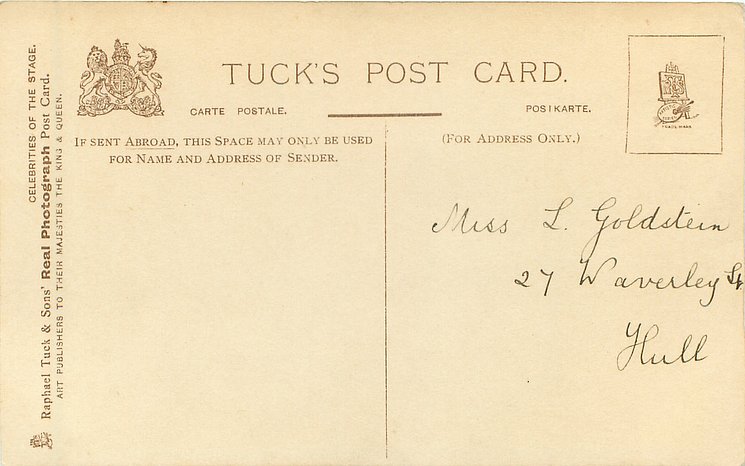 CELEBRITIES OF THE STAGE.
Raphael Tuck & Sons' Real Photograph Post Card.
ART PUBLISHERS TO THEIR MAJESTIES THE KING & QUEEN.
TUCK'S POST CARD.
CARTE POSTALE.
POSTKARTE.
IF SENT ABROAD, THIS SPACE MAY ONLY BE USED
FOR NAME AND ADDRESS OF SENDER.
(FOR ADDRESS ONLY.)
TRADE MARK
Miss L. Goldstein
27 Waverley St
Hull